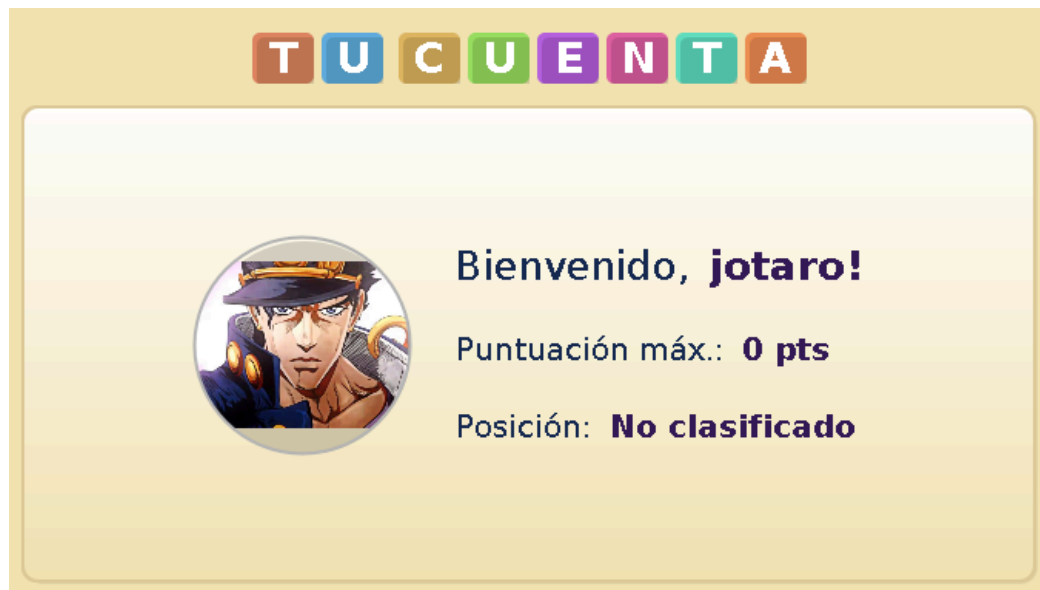 TU CUENTA
Bienvenido, jotaro!
Puntuación máx.: 0 pts
Posición: No clasificado